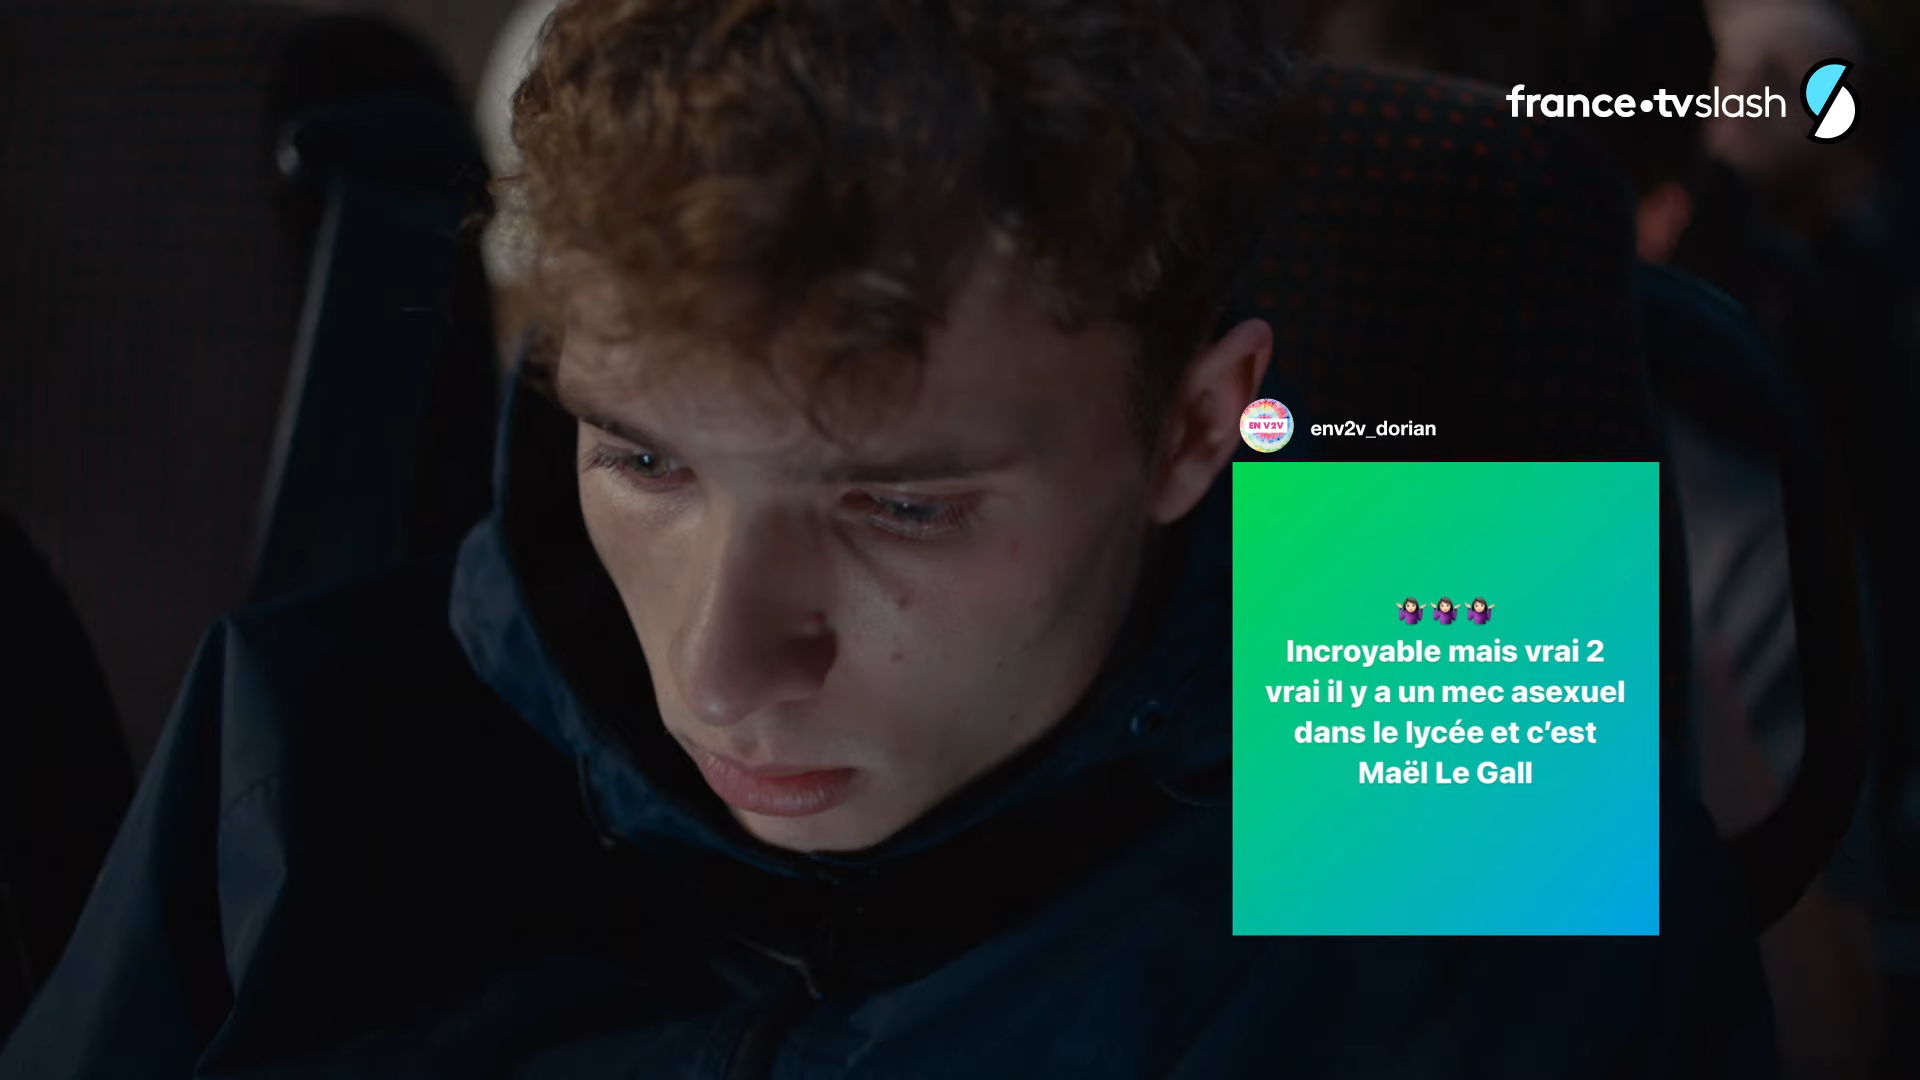 france•tvslash
EN V2V
env2v_dorian
🤷🏻‍♀️🤷🏻‍♀️🤷🏻‍♀️
Incroyable mais vrai 2
vrai il y a un mec asexuel
dans le lycée et c’est
Maël Le Gall